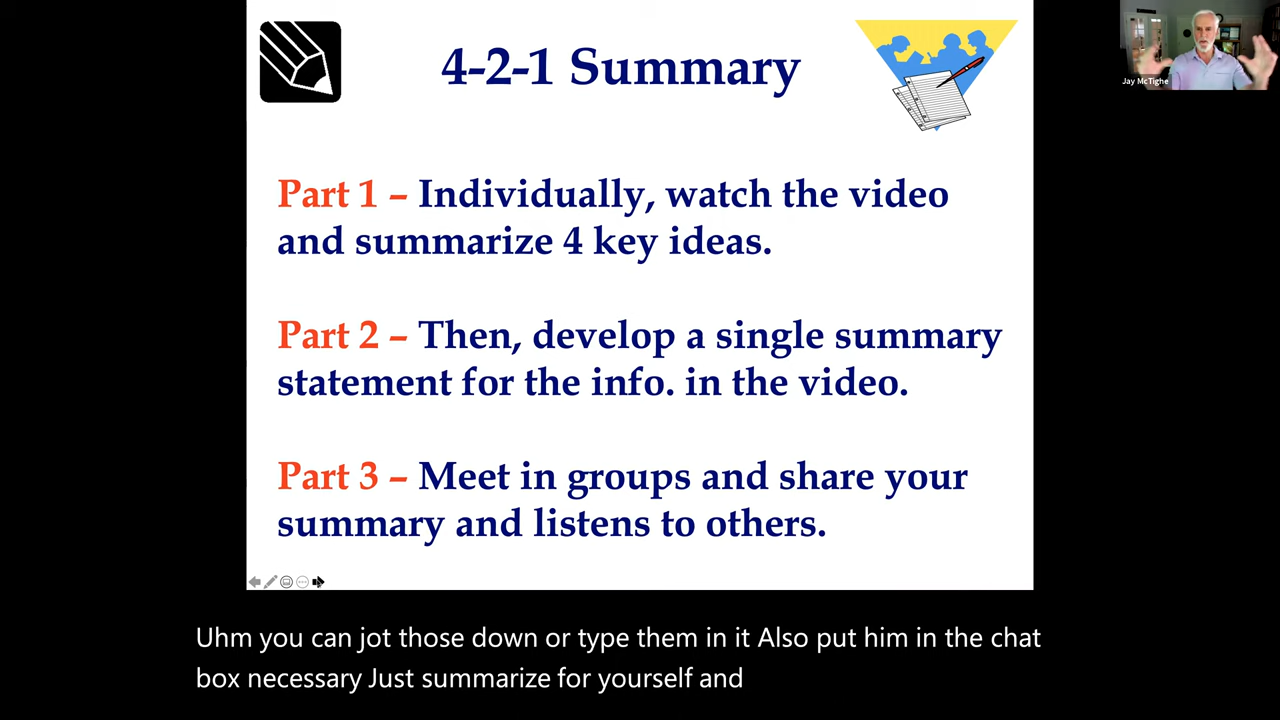 4-2-1 Summary
Jay McTighe
Part 1 – Individually, watch the video
and summarize 4 key ideas.
Part 2 – Then, develop a single summary
statement for the info. in the video.
Part 3 – Meet in groups and share your
summary and listens to others.
Uhm you can jot those down or type them in it Also put him in the chat
box necessary Just summarize for yourself and